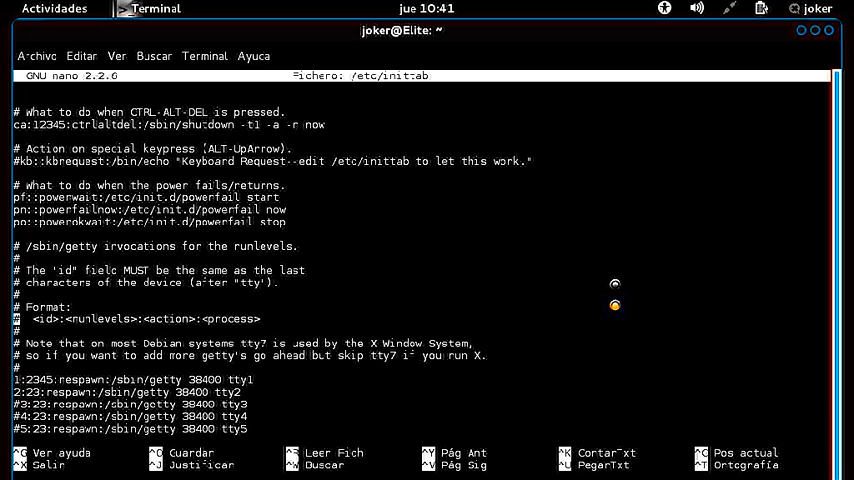 Actividades
Terminal
jue 10:41
joker
joker@Elite: ~
Archivo Editar Ver Buscar Terminal Ayuda
GNU nano 2.2.6 Fichero: /etc/inittab
# What to do when CTRL-ALT-DEL is pressed.
ca:12345:ctrlaltdel:/sbin/shutdown -t1 -a -r now
# Action on special keypress (ALT-UpArrow).
#kb::kbrequest:/bin/echo "Keyboard Request--edit /etc/inittab to let this work."
# What to do when the power fails/returns.
pf::powerwait:/etc/init.d/powerfail start
pn::powerfailnow:/etc/init.d/powerfail now
po::powerokwait:/etc/init.d/powerfail stop
# /sbin/getty invocations for the runlevels.
#
# The "id" field MUST be the same as the last
# characters of the device (after "tty").
#
# Format:
#  <id>:<runlevels>:<action>:<process>
#
# Note that on most Debian systems tty7 is used by the X Window System,
# so if you want to add more getty's go ahead but skip tty7 if you run X.
#
1:2345:respawn:/sbin/getty 38400 tty1
2:23:respawn:/sbin/getty 38400 tty2
#3:23:respawn:/sbin/getty 38400 tty3
#4:23:respawn:/sbin/getty 38400 tty4
#5:23:respawn:/sbin/getty 38400 tty5
^G Ver ayuda ^O Guardar ^R Leer Fich ^Y Pág Ant ^K CortarTxt ^C Pos actual
^X Salir ^J Justificar ^W Buscar ^V Pág Sig ^U PegarTxt ^T Ortografía